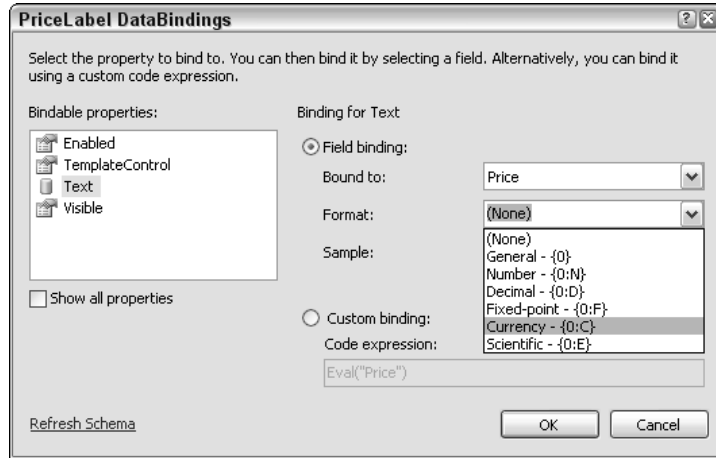 PriceLabel DataBindings
Select the property to bind to. You can then bind it by selecting a field. Alternatively, you can bind it
using a custom code expression.
Bindable properties:
Enabled
TemplateControl
Text
Visible
Show all properties
Binding for Text
Field binding:
Bound to:
Price
Format:
(None)
(None)
General - {0}
Number - {0:N}
Decimal - {0:D}
Fixed-point - {0:F}
Currency - {0:C}
Scientific - {0:E}
Sample:
Custom binding:
Code expression:
Eval("Price")
Refresh Schema
OK
Cancel